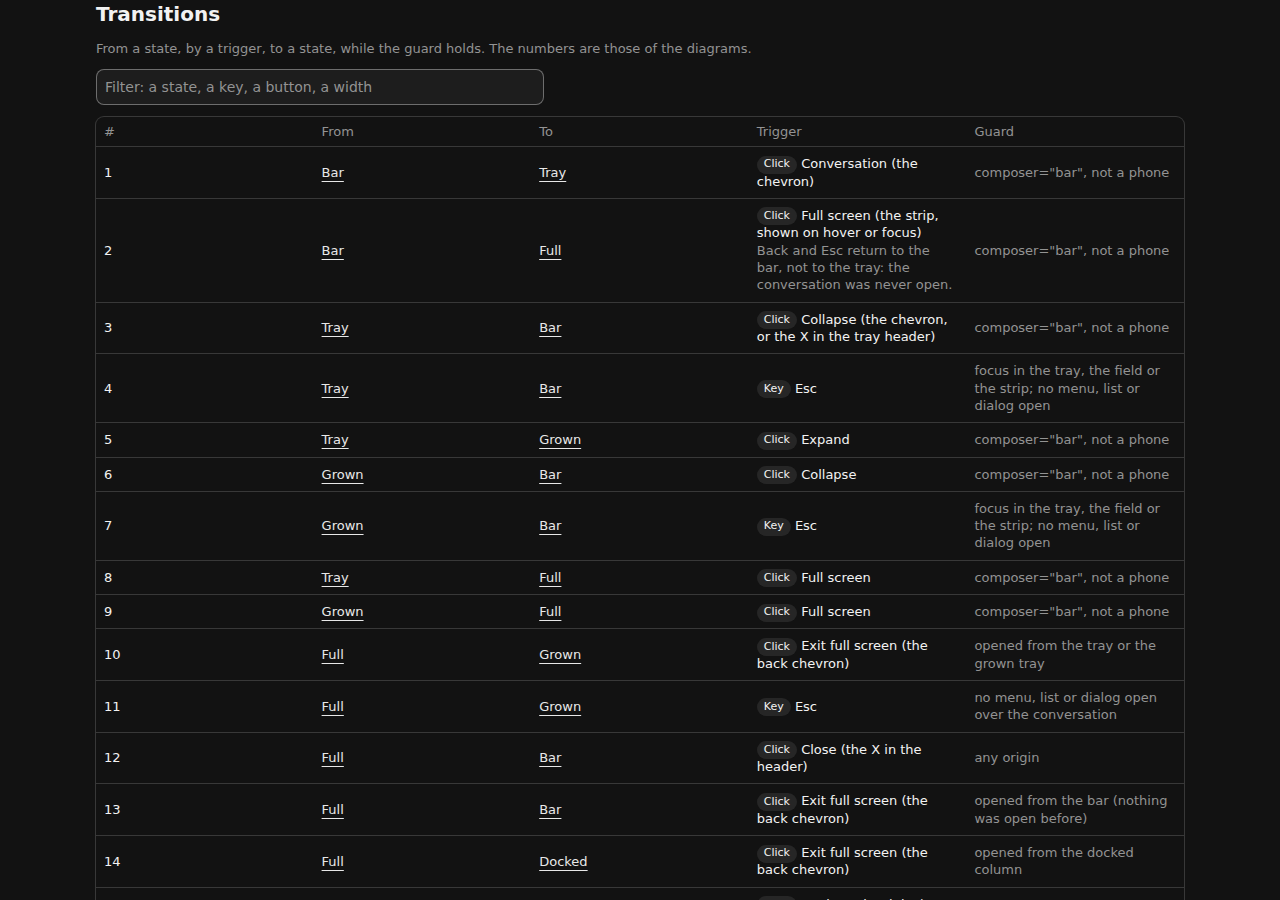 Transitions
From a state, by a trigger, to a state, while the guard holds. The numbers are those of the diagrams.
Filter: a state, a key, a button, a width
# From To Trigger Guard
1 Bar Tray Click Conversation (the chevron) composer="bar", not a phone
2 Bar Full Click Full screen (the strip, shown on hover or focus) Back and Esc return to the bar, not to the tray: the conversation was never open. composer="bar", not a phone
3 Tray Bar Click Collapse (the chevron, or the X in the tray header) composer="bar", not a phone
4 Tray Bar Key Esc focus in the tray, the field or the strip; no menu, list or dialog open
5 Tray Grown Click Expand composer="bar", not a phone
6 Grown Bar Click Collapse composer="bar", not a phone
7 Grown Bar Key Esc focus in the tray, the field or the strip; no menu, list or dialog open
8 Tray Full Click Full screen composer="bar", not a phone
9 Grown Full Click Full screen composer="bar", not a phone
10 Full Grown Click Exit full screen (the back chevron) opened from the tray or the grown tray
11 Full Grown Key Esc no menu, list or dialog open over the conversation
12 Full Bar Click Close (the X in the header) any origin
13 Full Bar Click Exit full screen (the back chevron) opened from the bar (nothing was open before)
14 Full Docked Click Exit full screen (the back chevron) opened from the docked column